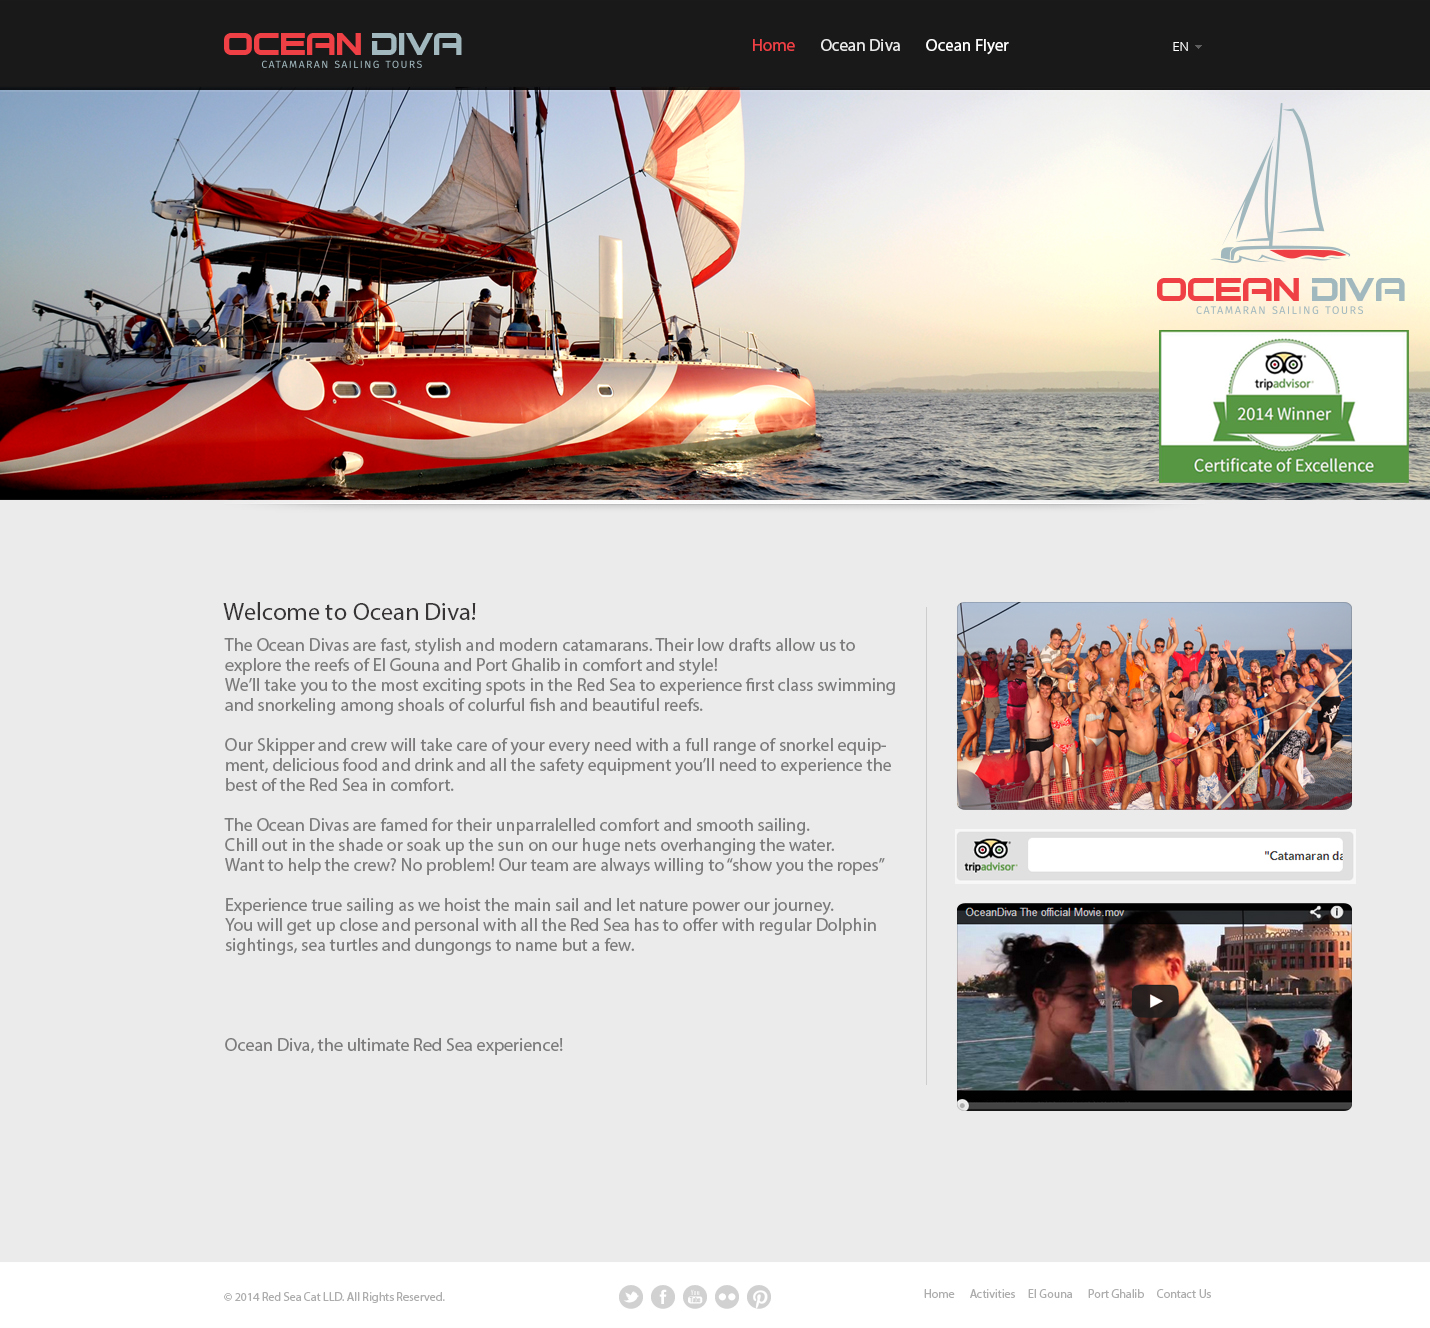 OCEAN DIVA
CATAMARAN SAILING TOURS
Home
Ocean Diva
Ocean Flyer
EN
OCEAN DIVA
CATAMARAN SAILING TOURS
tripadvisor
2014 Winner
Certificate of Excellence
Welcome to Ocean Diva!
The Ocean Divas are fast, stylish and modern catamarans. Their low drafts allow us to
explore the reefs of El Gouna and Port Ghalib in comfort and style!
We'll take you to the most exciting spots in the Red Sea to experience first class swimming
and snorkeling among shoals of colurful fish and beautiful reefs.
Our Skipper and crew will take care of your every need with a full range of snorkel equip-
ment, delicious food and drink and all the safety equipment you'll need to experience the
best of the Red Sea in comfort.
The Ocean Divas are famed for their unparralelled comfort and smooth sailing.
Chill out in the shade or soak up the sun on our huge nets overhanging the water.
Want to help the crew? No problem! Our team are always willing to “show you the ropes”
Experience true sailing as we hoist the main sail and let nature power our journey.
You will get up close and personal with all the Red Sea has to offer with regular Dolphin
sightings, sea turtles and dungongs to name but a few.
Ocean Diva, the ultimate Red Sea experience!
tripadvisor
"Catamaran da
OceanDiva The official Movie.mov
© 2014 Red Sea Cat LLD. All Rights Reserved.
You Tube
Home
Activities
El Gouna
Port Ghalib
Contact Us